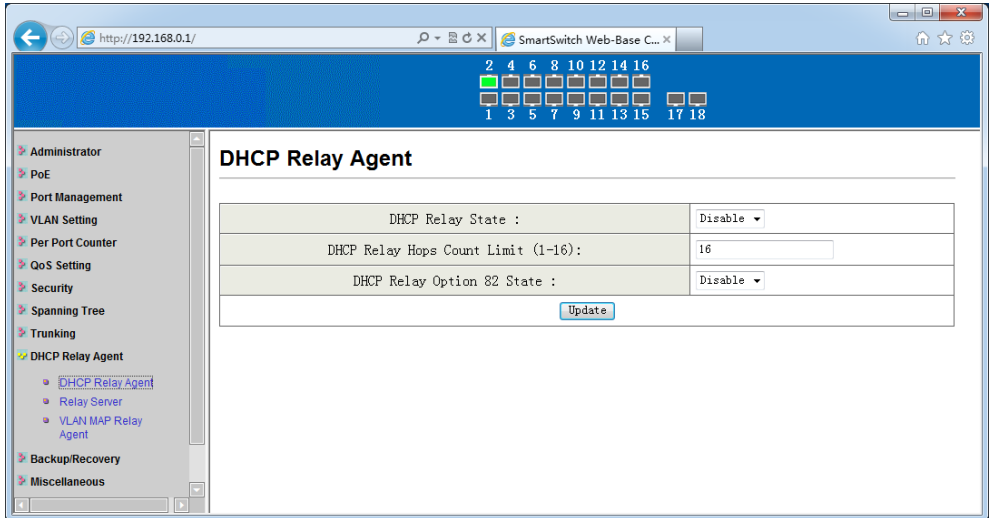 http://192.168.0.1/
SmartSwitch Web-Base C...
2 4 6 8 10 12 14 16
1 3 5 7 9 11 13 15 17 18
Administrator
PoE
Port Management
VLAN Setting
Per Port Counter
QoS Setting
Security
Spanning Tree
Trunking
DHCP Relay Agent
DHCP Relay Agent
Relay Server
VLAN MAP Relay
Agent
Backup/Recovery
Miscellaneous
DHCP Relay Agent
DHCP Relay State : Disable
DHCP Relay Hops Count Limit (1-16): 16
DHCP Relay Option 82 State : Disable
Update